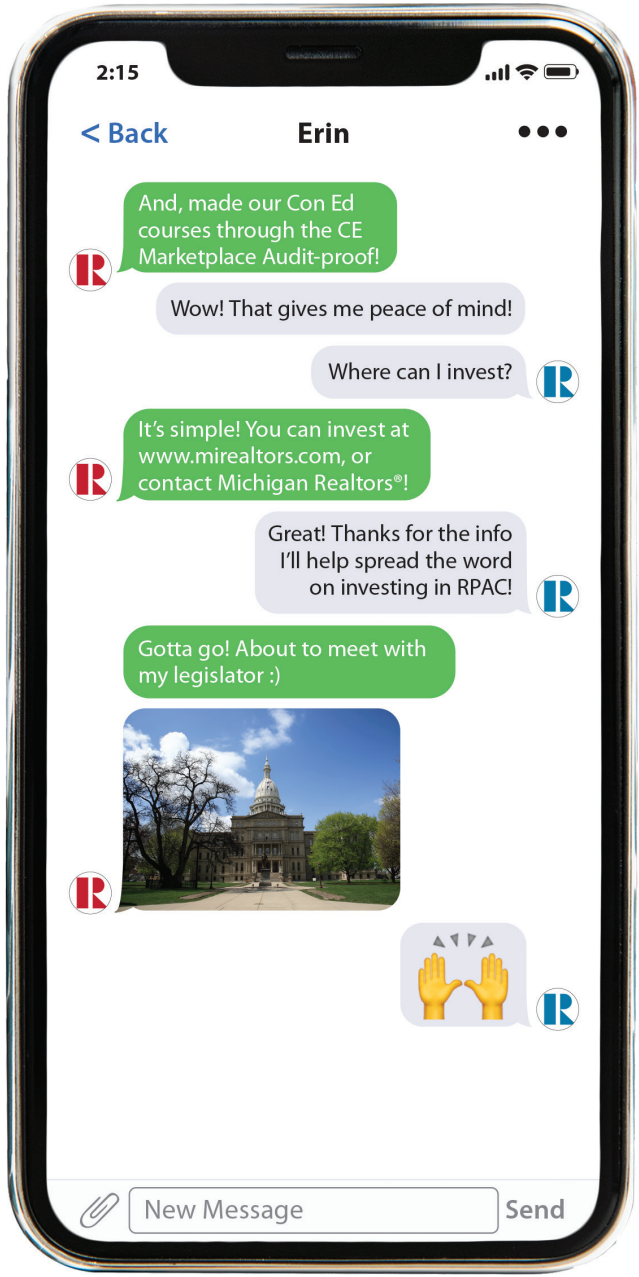 2:15
< Back
Erin
And, made our Con Ed
courses through the CE
Marketplace Audit-proof!
R
Wow! That gives me peace of mind!
Where can I invest?
R
It’s simple! You can invest at
www.mirealtors.com, or
contact Michigan Realtors®!
R
Great! Thanks for the info
I’ll help spread the word
on investing in RPAC!
R
Gotta go! About to meet with
my legislator :)
R
R
New Message
Send